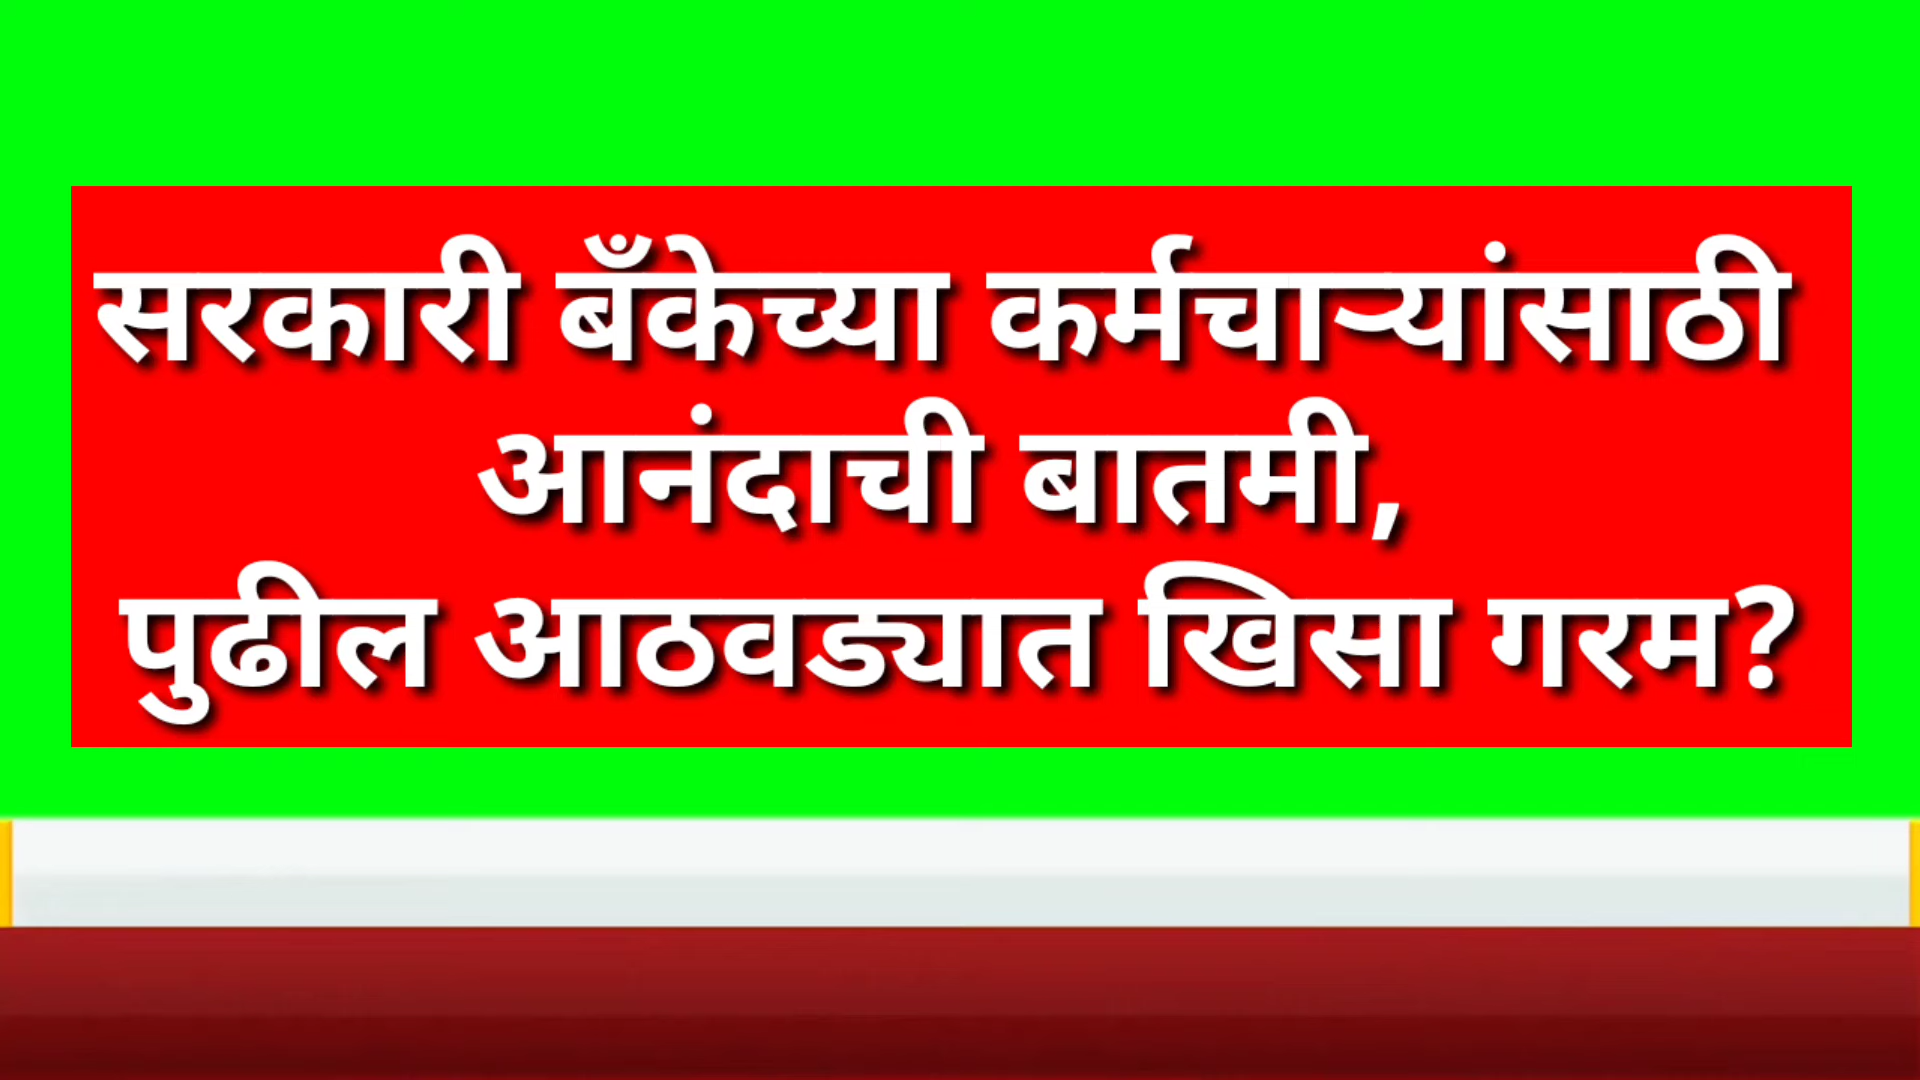 सरकारी बँकेच्या कर्मचाऱ्यांसाठी
आनंदाची बातमी,
पुढील आठवड्यात खिसा गरम?